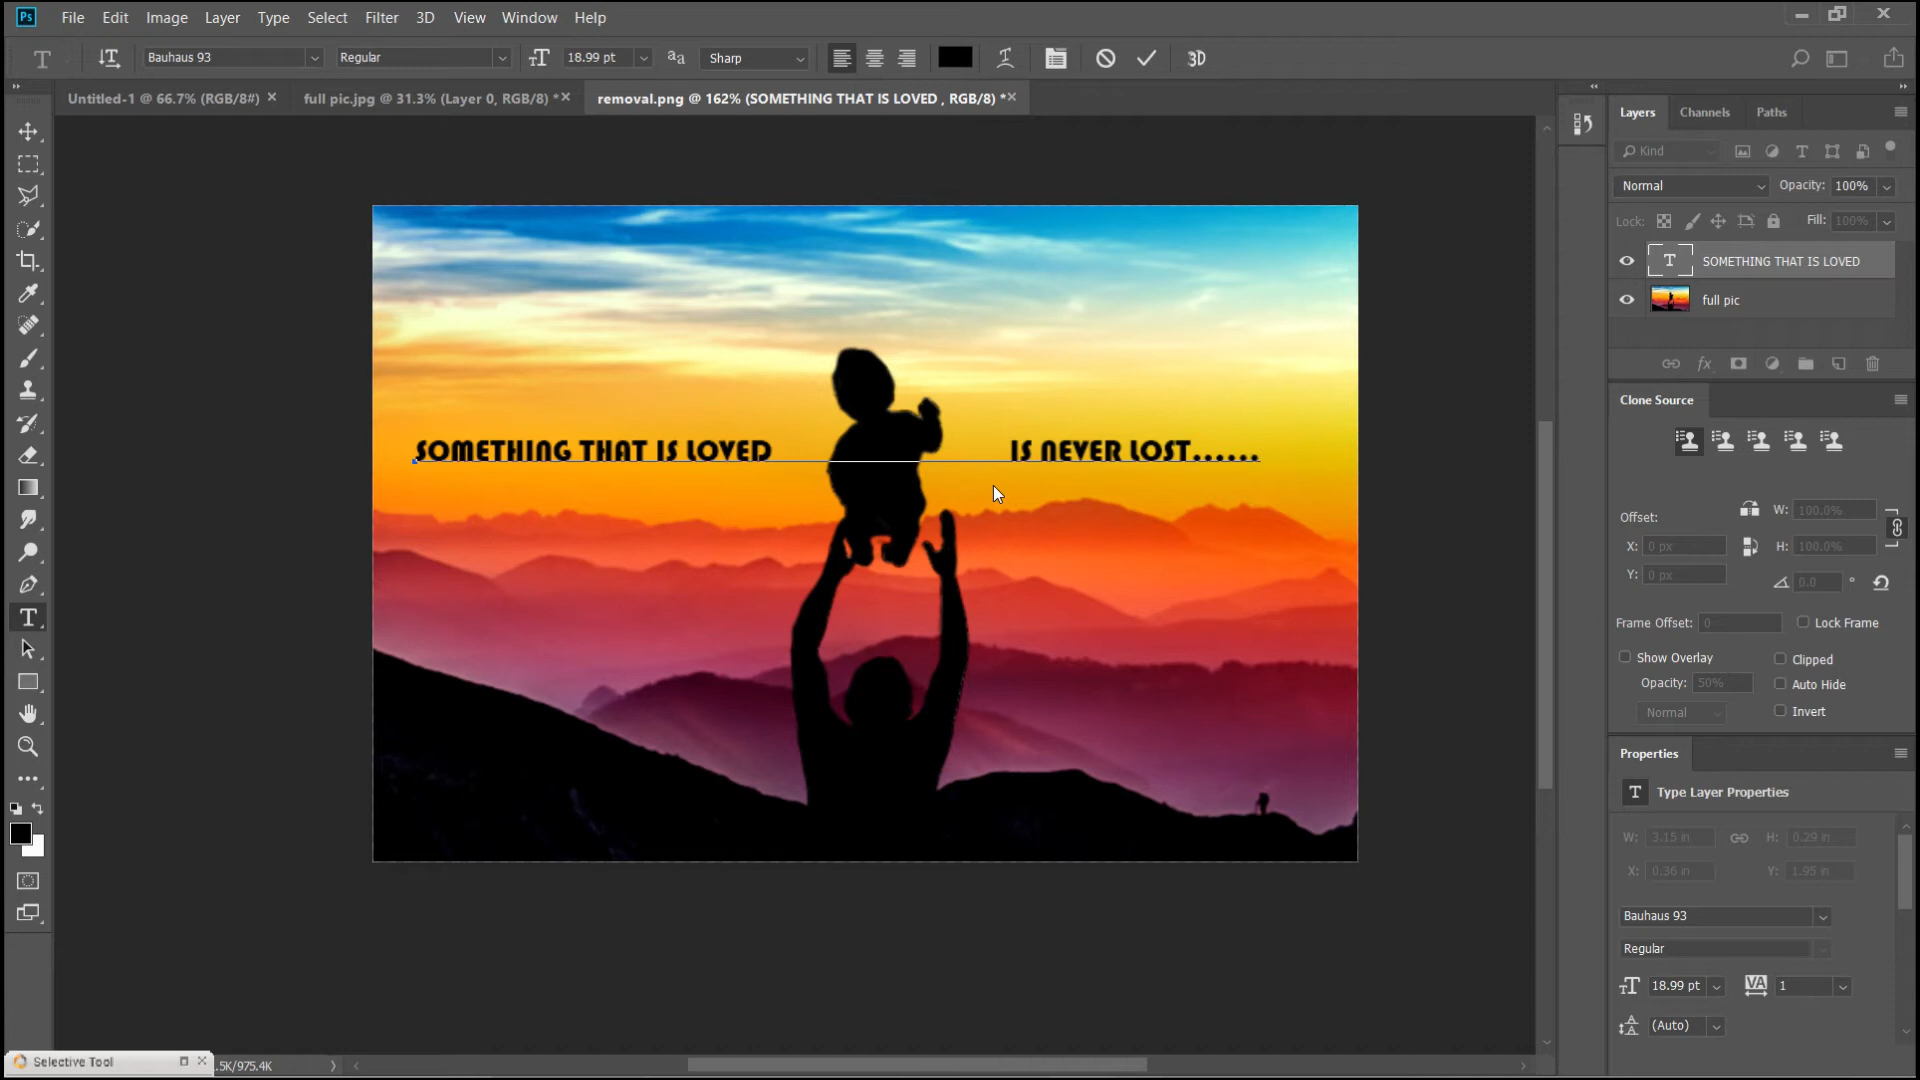 Ps File Edit Image Layer Type Select Filter 3D View Window Help
T Bauhaus 93 Regular 18.99 pt aa Sharp 3D
Untitled-1 @ 66.7% (RGB/8#) × full pic.jpg @ 31.3% (Layer 0, RGB/8) * × removal.png @ 162% (SOMETHING THAT IS LOVED , RGB/8) * ×
Layers Channels Paths
Kind
Normal Opacity: 100%
Lock: Fill: 100%
T SOMETHING THAT IS LOVED
full pic
fx
Clone Source
SOMETHING THAT IS LOVED IS NEVER LOST......
Offset: W: 100.0%
X: 0 px H: 100.0%
Y: 0 px 0.0 °
Frame Offset: 0 Lock Frame
Show Overlay Clipped
Opacity: 50% Auto Hide
Normal Invert
Properties
T Type Layer Properties
W: 3.15 in H: 0.29 in
X: 0.36 in Y: 1.95 in
Bauhaus 93
Regular
18.99 pt VA 1
(Auto)
Selective Tool .5K/975.4K